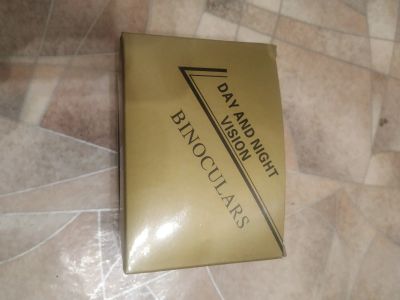 DAY AND NIGHT
VISION
BINOCULARS